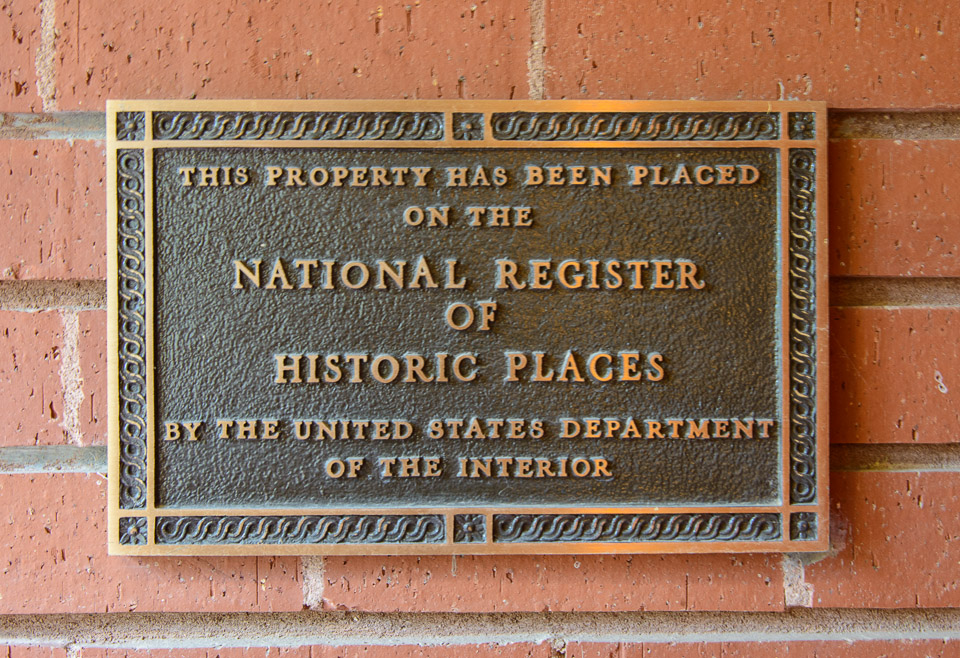 THIS PROPERTY HAS BEEN PLACED
ON THE
NATIONAL REGISTER
OF
HISTORIC PLACES
BY THE UNITED STATES DEPARTMENT
OF THE INTERIOR